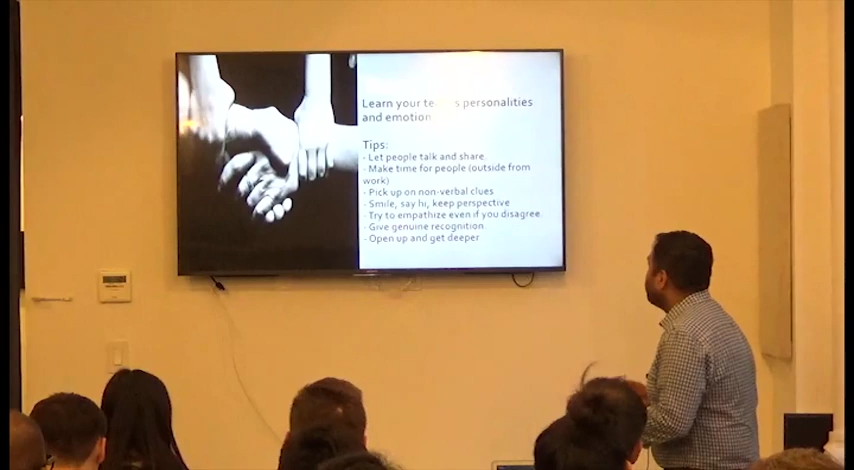 Learn your te s personalities
and emotion
Tips:
- Let people talk and share.
- Make time for people (outside from
work)
- Pick up on non-verbal clues
- Smile, say hi, keep perspective
- Try to empathize even if you disagree.
- Give genuine recognition
- Open up and get deeper